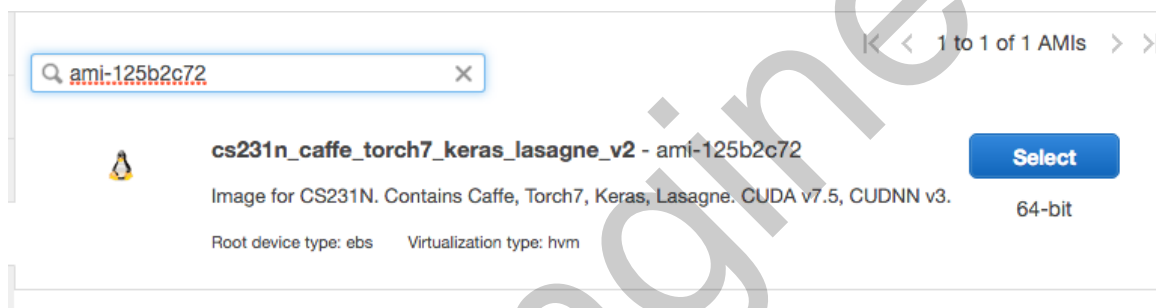 1 to 1 of 1 AMIs
ami-125b2c72
cs231n_caffe_torch7_keras_lasagne_v2 - ami-125b2c72
Select
Image for CS231N. Contains Caffe, Torch7, Keras, Lasagne. CUDA v7.5, CUDNN v3.
64-bit
Root device type: ebs Virtualization type: hvm